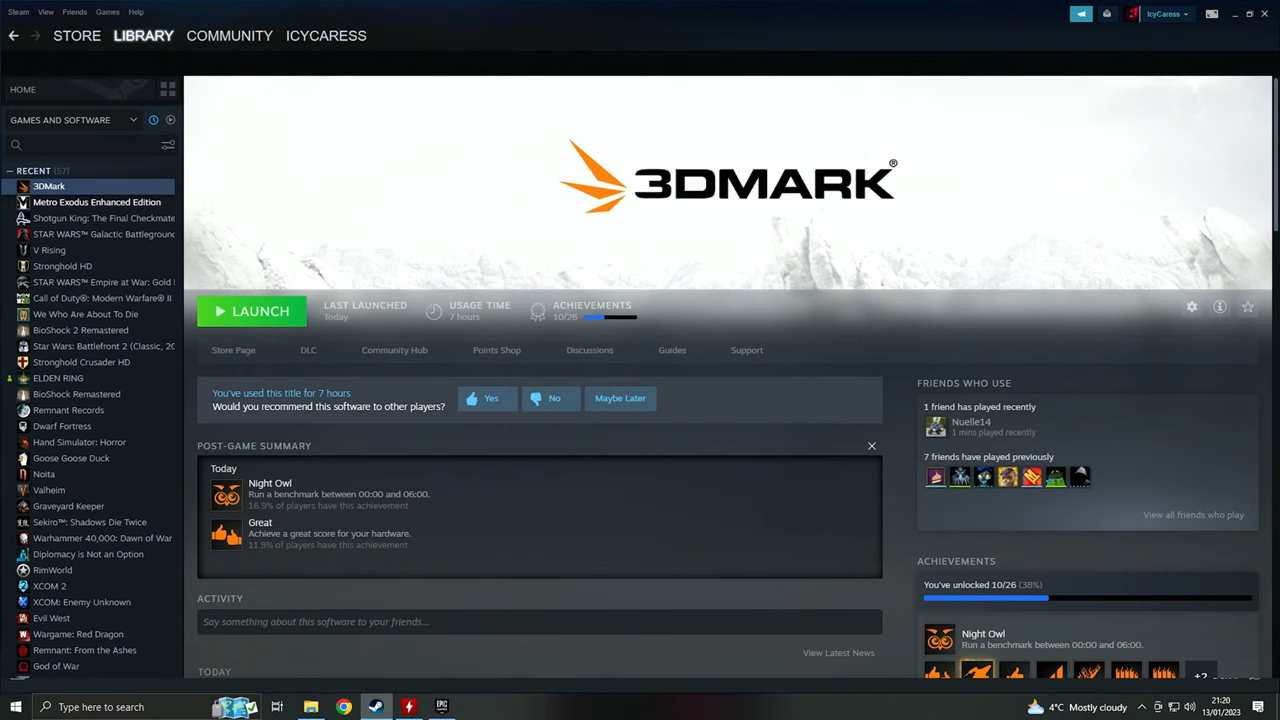 Steam View Friends Games Help
IcyCaress
STORE LIBRARY COMMUNITY ICYCARESS
HOME
GAMES AND SOFTWARE
RECENT (57)
3DMark
Metro Exodus Enhanced Edition
Shotgun King: The Final Checkmate
STAR WARS™ Galactic Battleground
V Rising
Stronghold HD
STAR WARS™ Empire at War: Gold
Call of Duty®: Modern Warfare® II
We Who Are About To Die
BioShock 2 Remastered
Star Wars: Battlefront 2 (Classic, 20
Stronghold Crusader HD
ELDEN RING
BioShock Remastered
Remnant Records
Dwarf Fortress
Hand Simulator: Horror
Goose Goose Duck
Noita
Valheim
Graveyard Keeper
Sekiro™: Shadows Die Twice
Warhammer 40,000: Dawn of War
Diplomacy is Not an Option
RimWorld
XCOM 2
XCOM: Enemy Unknown
Evil West
Wargame: Red Dragon
Remnant: From the Ashes
God of War
3DMARK®
LAUNCH
LAST LAUNCHED
Today
USAGE TIME
7 hours
ACHIEVEMENTS
10/26
Store Page DLC Community Hub Points Shop Discussions Guides Support
You've used this title for 7 hours
Would you recommend this software to other players?
Yes No Maybe Later
POST-GAME SUMMARY
Today
Night Owl
Run a benchmark between 00:00 and 06:00.
16.9% of players have this achievement
Great
Achieve a great score for your hardware.
11.9% of players have this achievement
ACTIVITY
Say something about this software to your friends...
View Latest News
TODAY
FRIENDS WHO USE
1 friend has played recently
Nuelle14
1 mins played recently
7 friends have played previously
View all friends who play
ACHIEVEMENTS
You've unlocked 10/26 (38%)
Night Owl
Run a benchmark between 00:00 and 06:00.
Type here to search
EPIC
4°C Mostly cloudy
21:20
13/01/2023